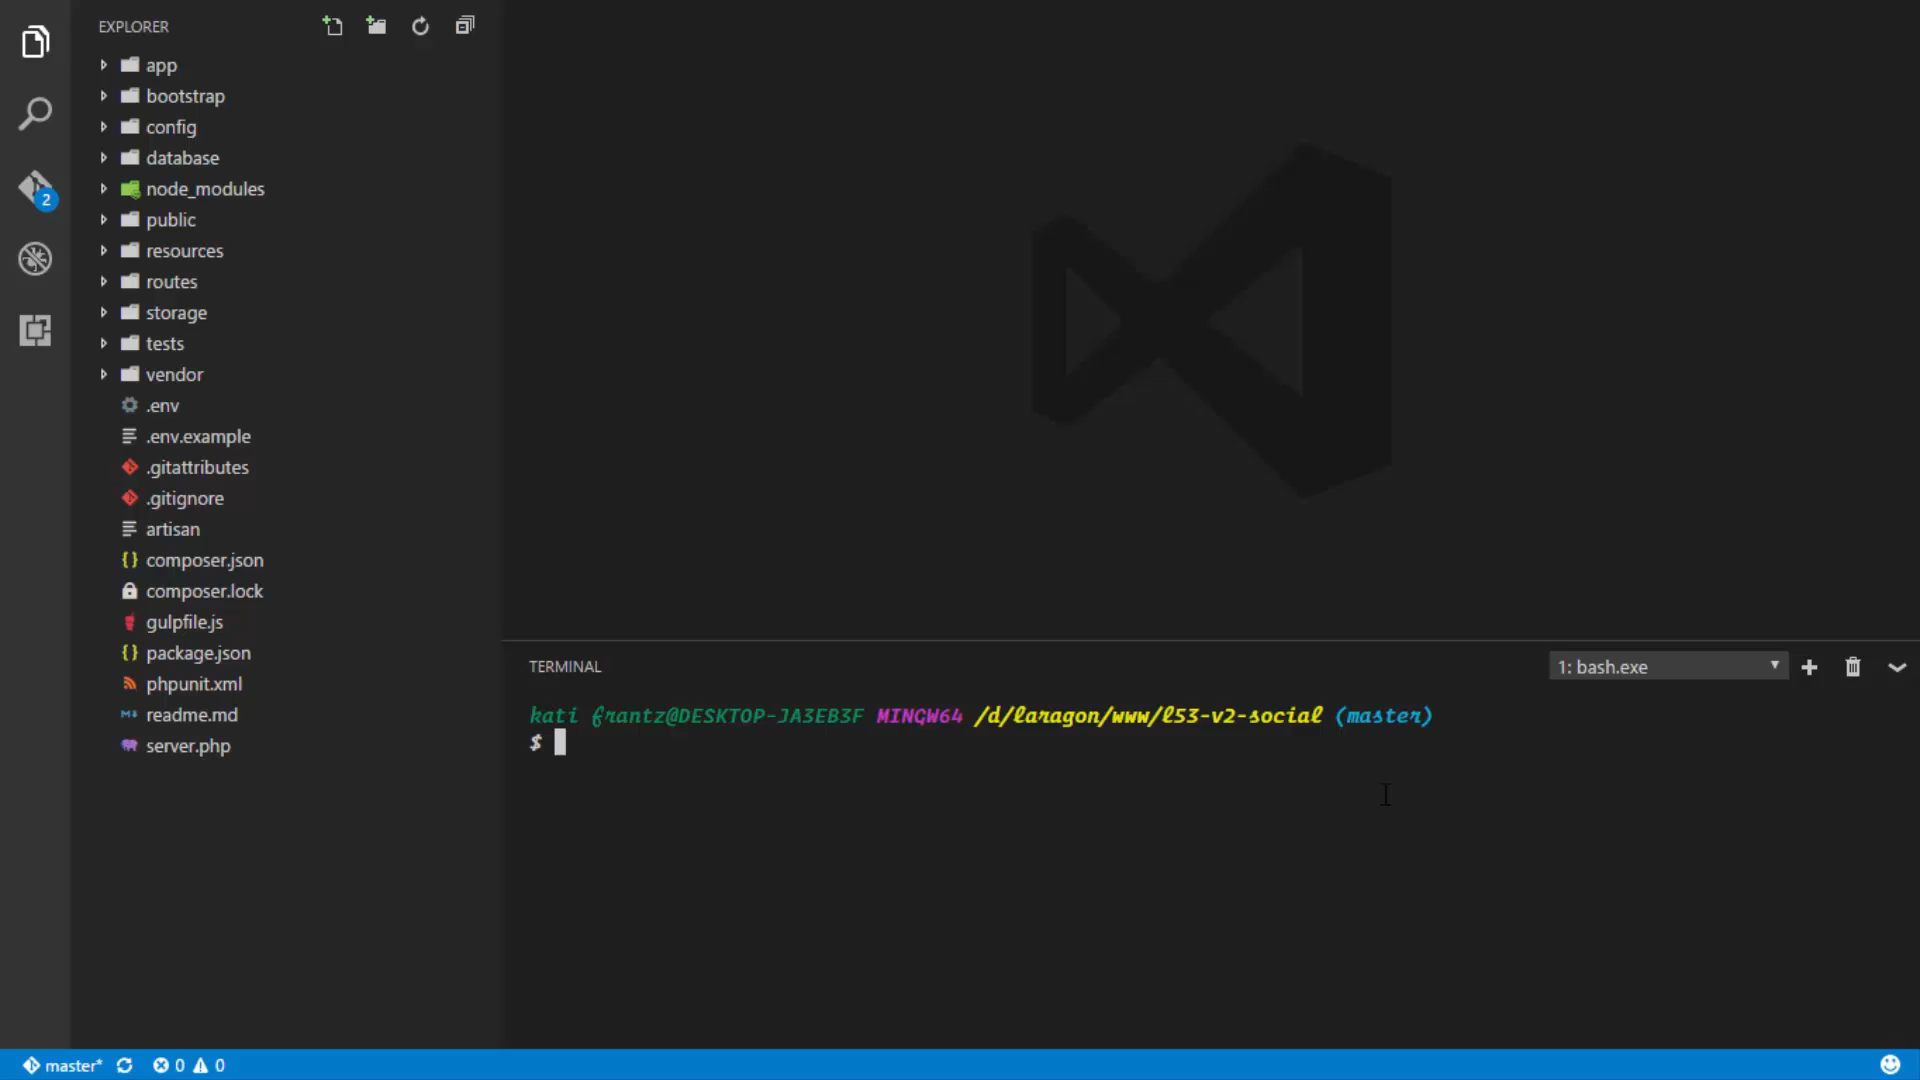 EXPLORER
app
bootstrap
config
database
node_modules
public
resources
routes
storage
tests
vendor
.env
.env.example
.gitattributes
.gitignore
artisan
composer.json
composer.lock
gulpfile.js
package.json
phpunit.xml
readme.md
server.php
2
TERMINAL
1: bash.exe
kati frantz@DESKTOP-JA3EB3F MINGW64 /d/laragon/www/l53-v2-social (master)
$
master* 0 0